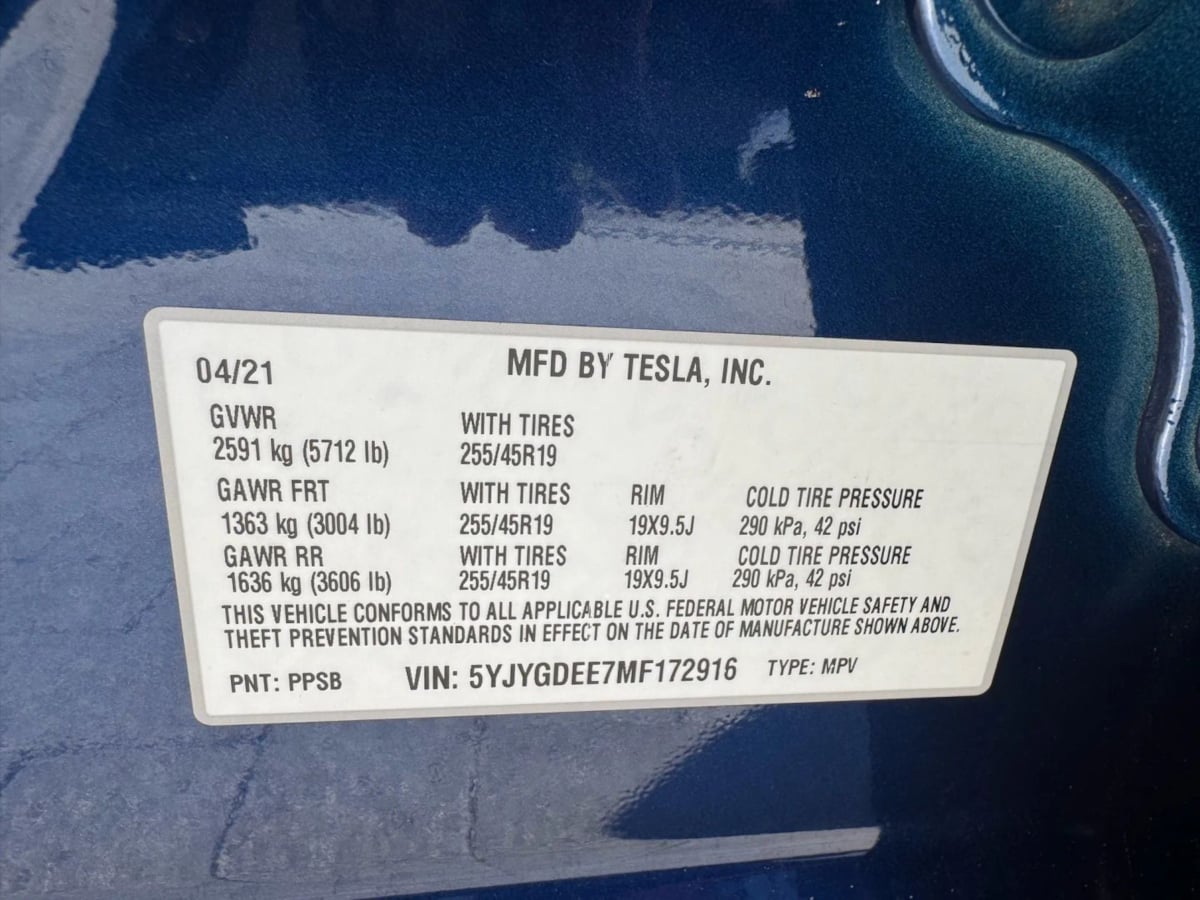 04/21 MFD BY TESLA, INC.
GVWR WITH TIRES
2591 kg (5712 lb) 255/45R19
GAWR FRT WITH TIRES RIM COLD TIRE PRESSURE
1363 kg (3004 lb) 255/45R19 19X9.5J 290 kPa, 42 psi
GAWR RR WITH TIRES RIM COLD TIRE PRESSURE
1636 kg (3606 lb) 255/45R19 19X9.5J 290 kPa, 42 psi
THIS VEHICLE CONFORMS TO ALL APPLICABLE U.S. FEDERAL MOTOR VEHICLE SAFETY AND
THEFT PREVENTION STANDARDS IN EFFECT ON THE DATE OF MANUFACTURE SHOWN ABOVE.
PNT: PPSB VIN: 5YJYGDEE7MF172916 TYPE: MPV